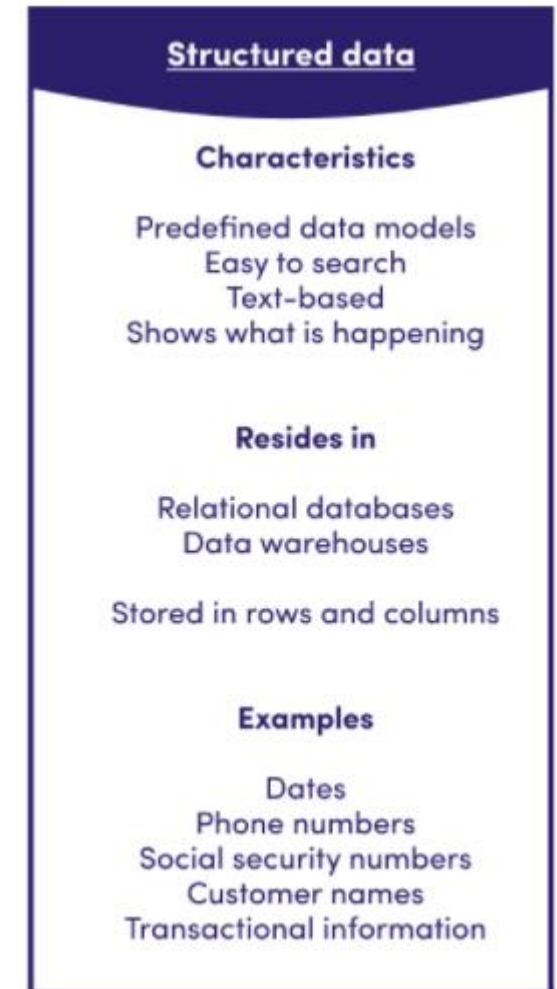 Structured data
Characteristics
Predefined data models
Easy to search
Text-based
Shows what is happening
Resides in
Relational databases
Data warehouses
Stored in rows and columns
Examples
Dates
Phone numbers
Social security numbers
Customer names
Transactional information